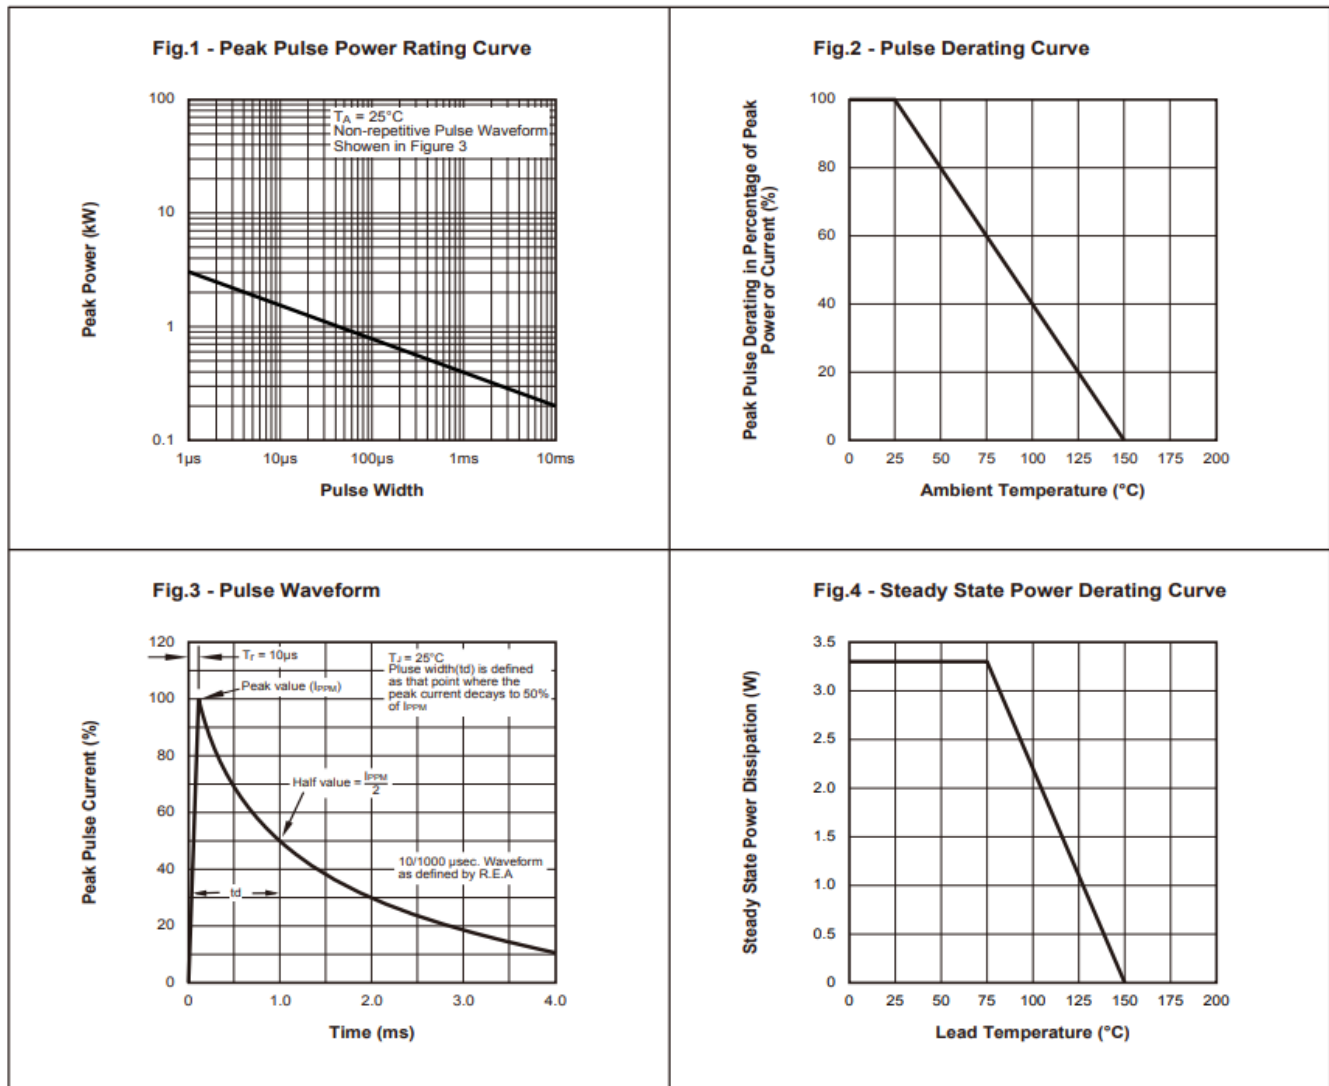 Fig.1 - Peak Pulse Power Rating Curve
Peak Power (kW)
100
10
1
0.1
TA = 25°C
Non-repetitive Pulse Waveform
Showen in Figure 3
1µs 10µs 100µs 1ms 10ms
Pulse Width
Fig.2 - Pulse Derating Curve
Peak Pulse Derating in Percentage of Peak
Power or Current (%)
100
80
60
40
20
0
0 25 50 75 100 125 150 175 200
Ambient Temperature (°C)
Fig.3 - Pulse Waveform
Peak Pulse Current (%)
120
100
80
60
40
20
0
Tr = 10µs
Peak value (IPPM)
TJ = 25°C
Pluse width(td) is defined
as that point where the
peak current decays to 50%
of IPPM
Half value = IPPM
2
10/1000 µsec. Waveform
as defined by R.E.A
td
0 1.0 2.0 3.0 4.0
Time (ms)
Fig.4 - Steady State Power Derating Curve
Steady State Power Dissipation (W)
3.5
3.0
2.5
2.0
1.5
1.0
0.5
0
0 25 50 75 100 125 150 175 200
Lead Temperature (°C)